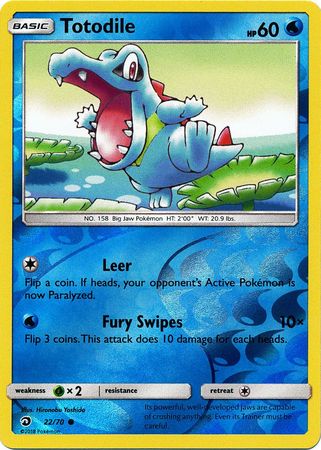 BASIC
Totodile
HP60
NO. 158 Big Jaw Pokémon HT: 2'00" WT: 20.9 lbs.
Leer
Flip a coin. If heads, your opponent's Active Pokémon is
now Paralyzed.
Fury Swipes 10×
Flip 3 coins. This attack does 10 damage for each heads.
weakness ×2 resistance retreat
Illus. Hironobu Yoshida
22/70
©2018 Pokémon
Its powerful, well-developed jaws are capable
of crushing anything. Even its Trainer must be
careful.